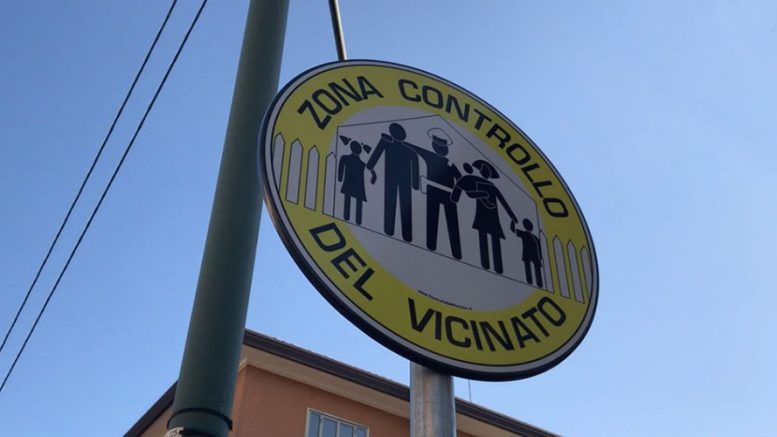 ZONA CONTROLLO
DEL VICINATO